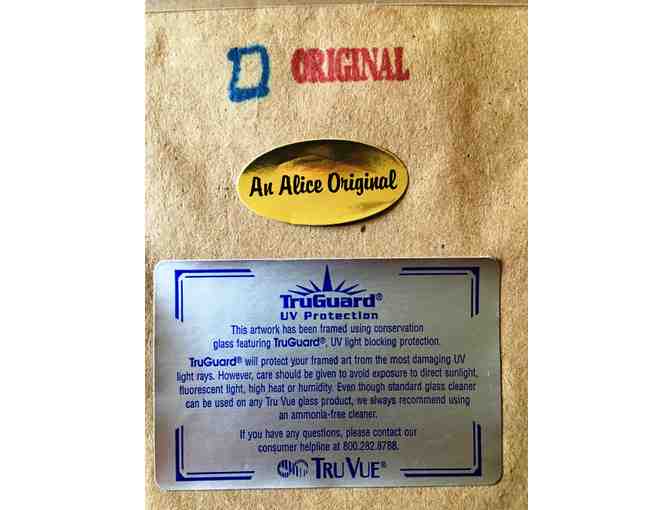 ORIGINAL
An Alice Original
TruGuard®
UV Protection
This artwork has been framed using conservation
glass featuring TruGuard®, UV light blocking protection.
TruGuard® will protect your framed art from the most damaging UV
light rays. However, care should be given to avoid exposure to direct sunlight,
fluorescent light, high heat or humidity. Even though standard glass cleaner
can be used on any Tru Vue glass product, we always recommend using
an ammonia-free cleaner.
If you have any questions, please contact our
consumer helpline at 800.282.8788.
TRU VUE®